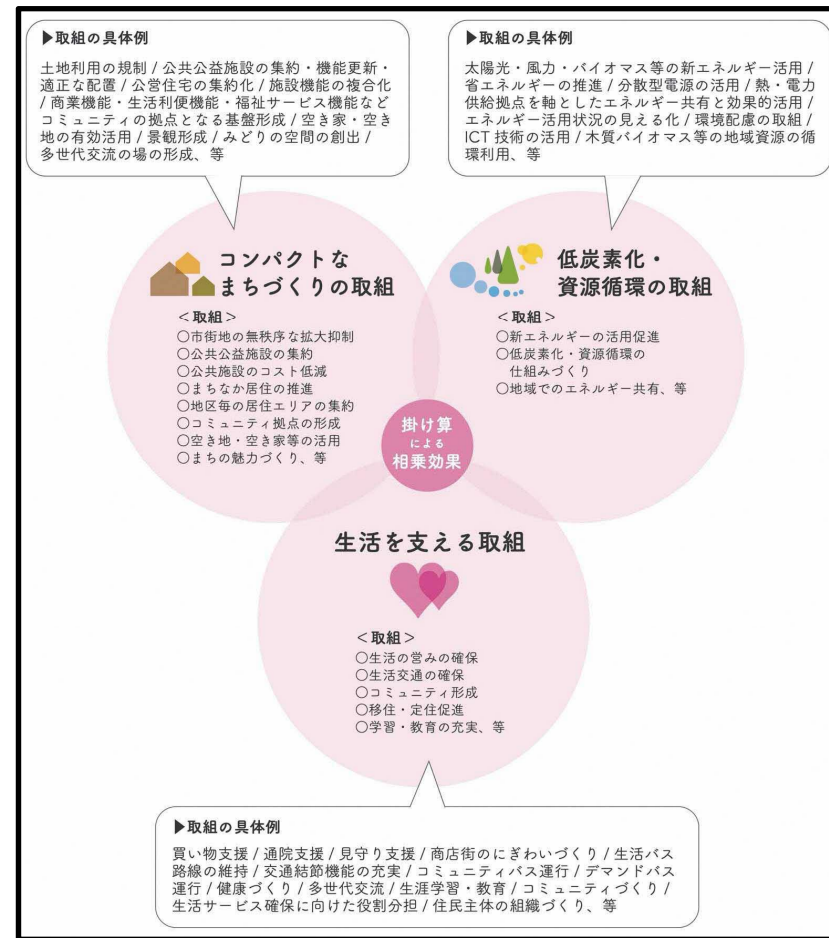 ▶取組の具体例
土地利用の規制 / 公共公益施設の集約・機能更新・
適正な配置 / 公営住宅の集約化 / 施設機能の複合化
/ 商業機能・生活利便機能・福祉サービス機能など
コミュニティの拠点となる基盤形成 / 空き家・空き
地の有効活用 / 景観形成 / みどりの空間の創出 /
多世代交流の場の形成、等
▶取組の具体例
太陽光・風力・バイオマス等の新エネルギー活用 /
省エネルギーの推進 / 分散型電源の活用 / 熱・電力
供給拠点を軸としたエネルギー共有と効果的活用 /
エネルギー活用状況の見える化 / 環境配慮の取組 /
ICT 技術の活用 / 木質バイオマス等の地域資源の循
環利用、等
コンパクトな
まちづくりの取組
<取組>
○市街地の無秩序な拡大抑制
○公共公益施設の集約
○公共施設のコスト低減
○まちなか居住の推進
○地区毎の居住エリアの集約
○コミュニティ拠点の形成
○空き地・空き家等の活用
○まちの魅力づくり、等
低炭素化・
資源循環の取組
<取組>
○新エネルギーの活用促進
○低炭素化・資源循環の
仕組みづくり
○地域でのエネルギー共有、等
掛け算
による
相乗効果
生活を支える取組
<取組>
○生活の営みの確保
○生活交通の確保
○コミュニティ形成
○移住・定住促進
○学習・教育の充実、等
▶取組の具体例
買い物支援 / 通院支援 / 見守り支援 / 商店街のにぎわいづくり / 生活バス
路線の維持 / 交通結節機能の充実 / コミュニティバス運行 / デマンドバス
運行 / 健康づくり / 多世代交流 / 生涯学習・教育 / コミュニティづくり /
生活サービス確保に向けた役割分担 / 住民主体の組織づくり、等